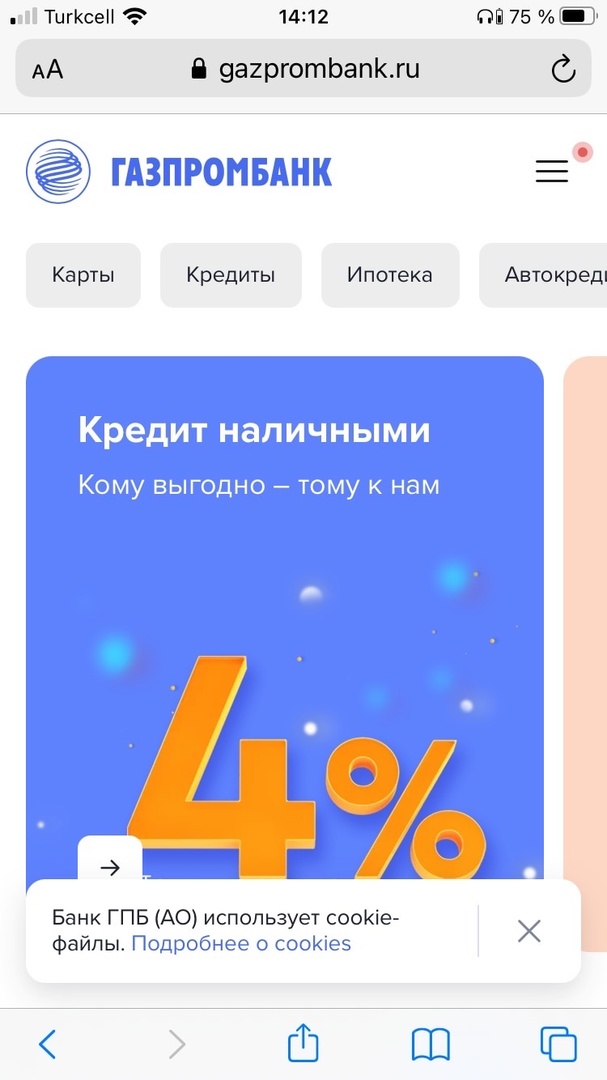 Turkcell 14:12 75 %
AA gazprombank.ru
ГАЗПРОМБАНК
Карты Кредиты Ипотека Автокреди
Кредит наличными
Кому выгодно – тому к нам
4%
Банк ГПБ (АО) использует cookie-
файлы. Подробнее о cookies